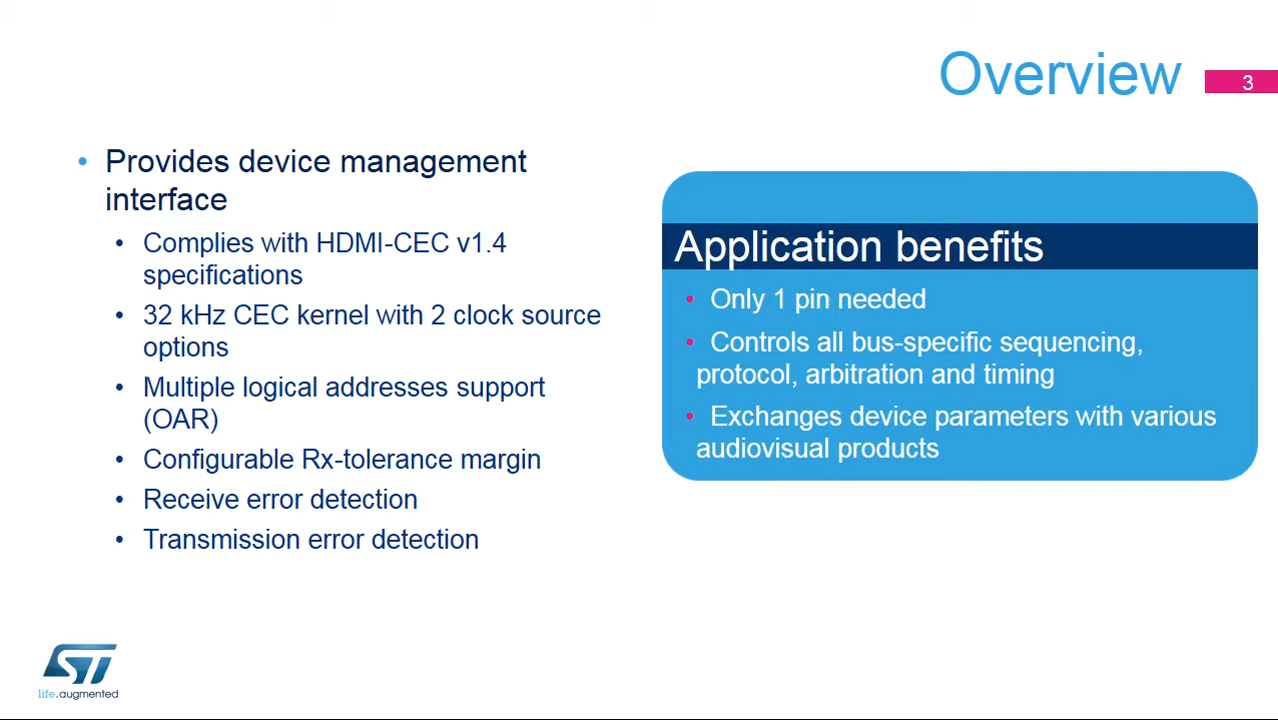 Overview
3
• Provides device management
interface
• Complies with HDMI-CEC v1.4
specifications
• 32 kHz CEC kernel with 2 clock source
options
• Multiple logical addresses support
(OAR)
• Configurable Rx-tolerance margin
• Receive error detection
• Transmission error detection
Application benefits
• Only 1 pin needed
• Controls all bus-specific sequencing,
protocol, arbitration and timing
• Exchanges device parameters with various
audiovisual products
ST
life.augmented